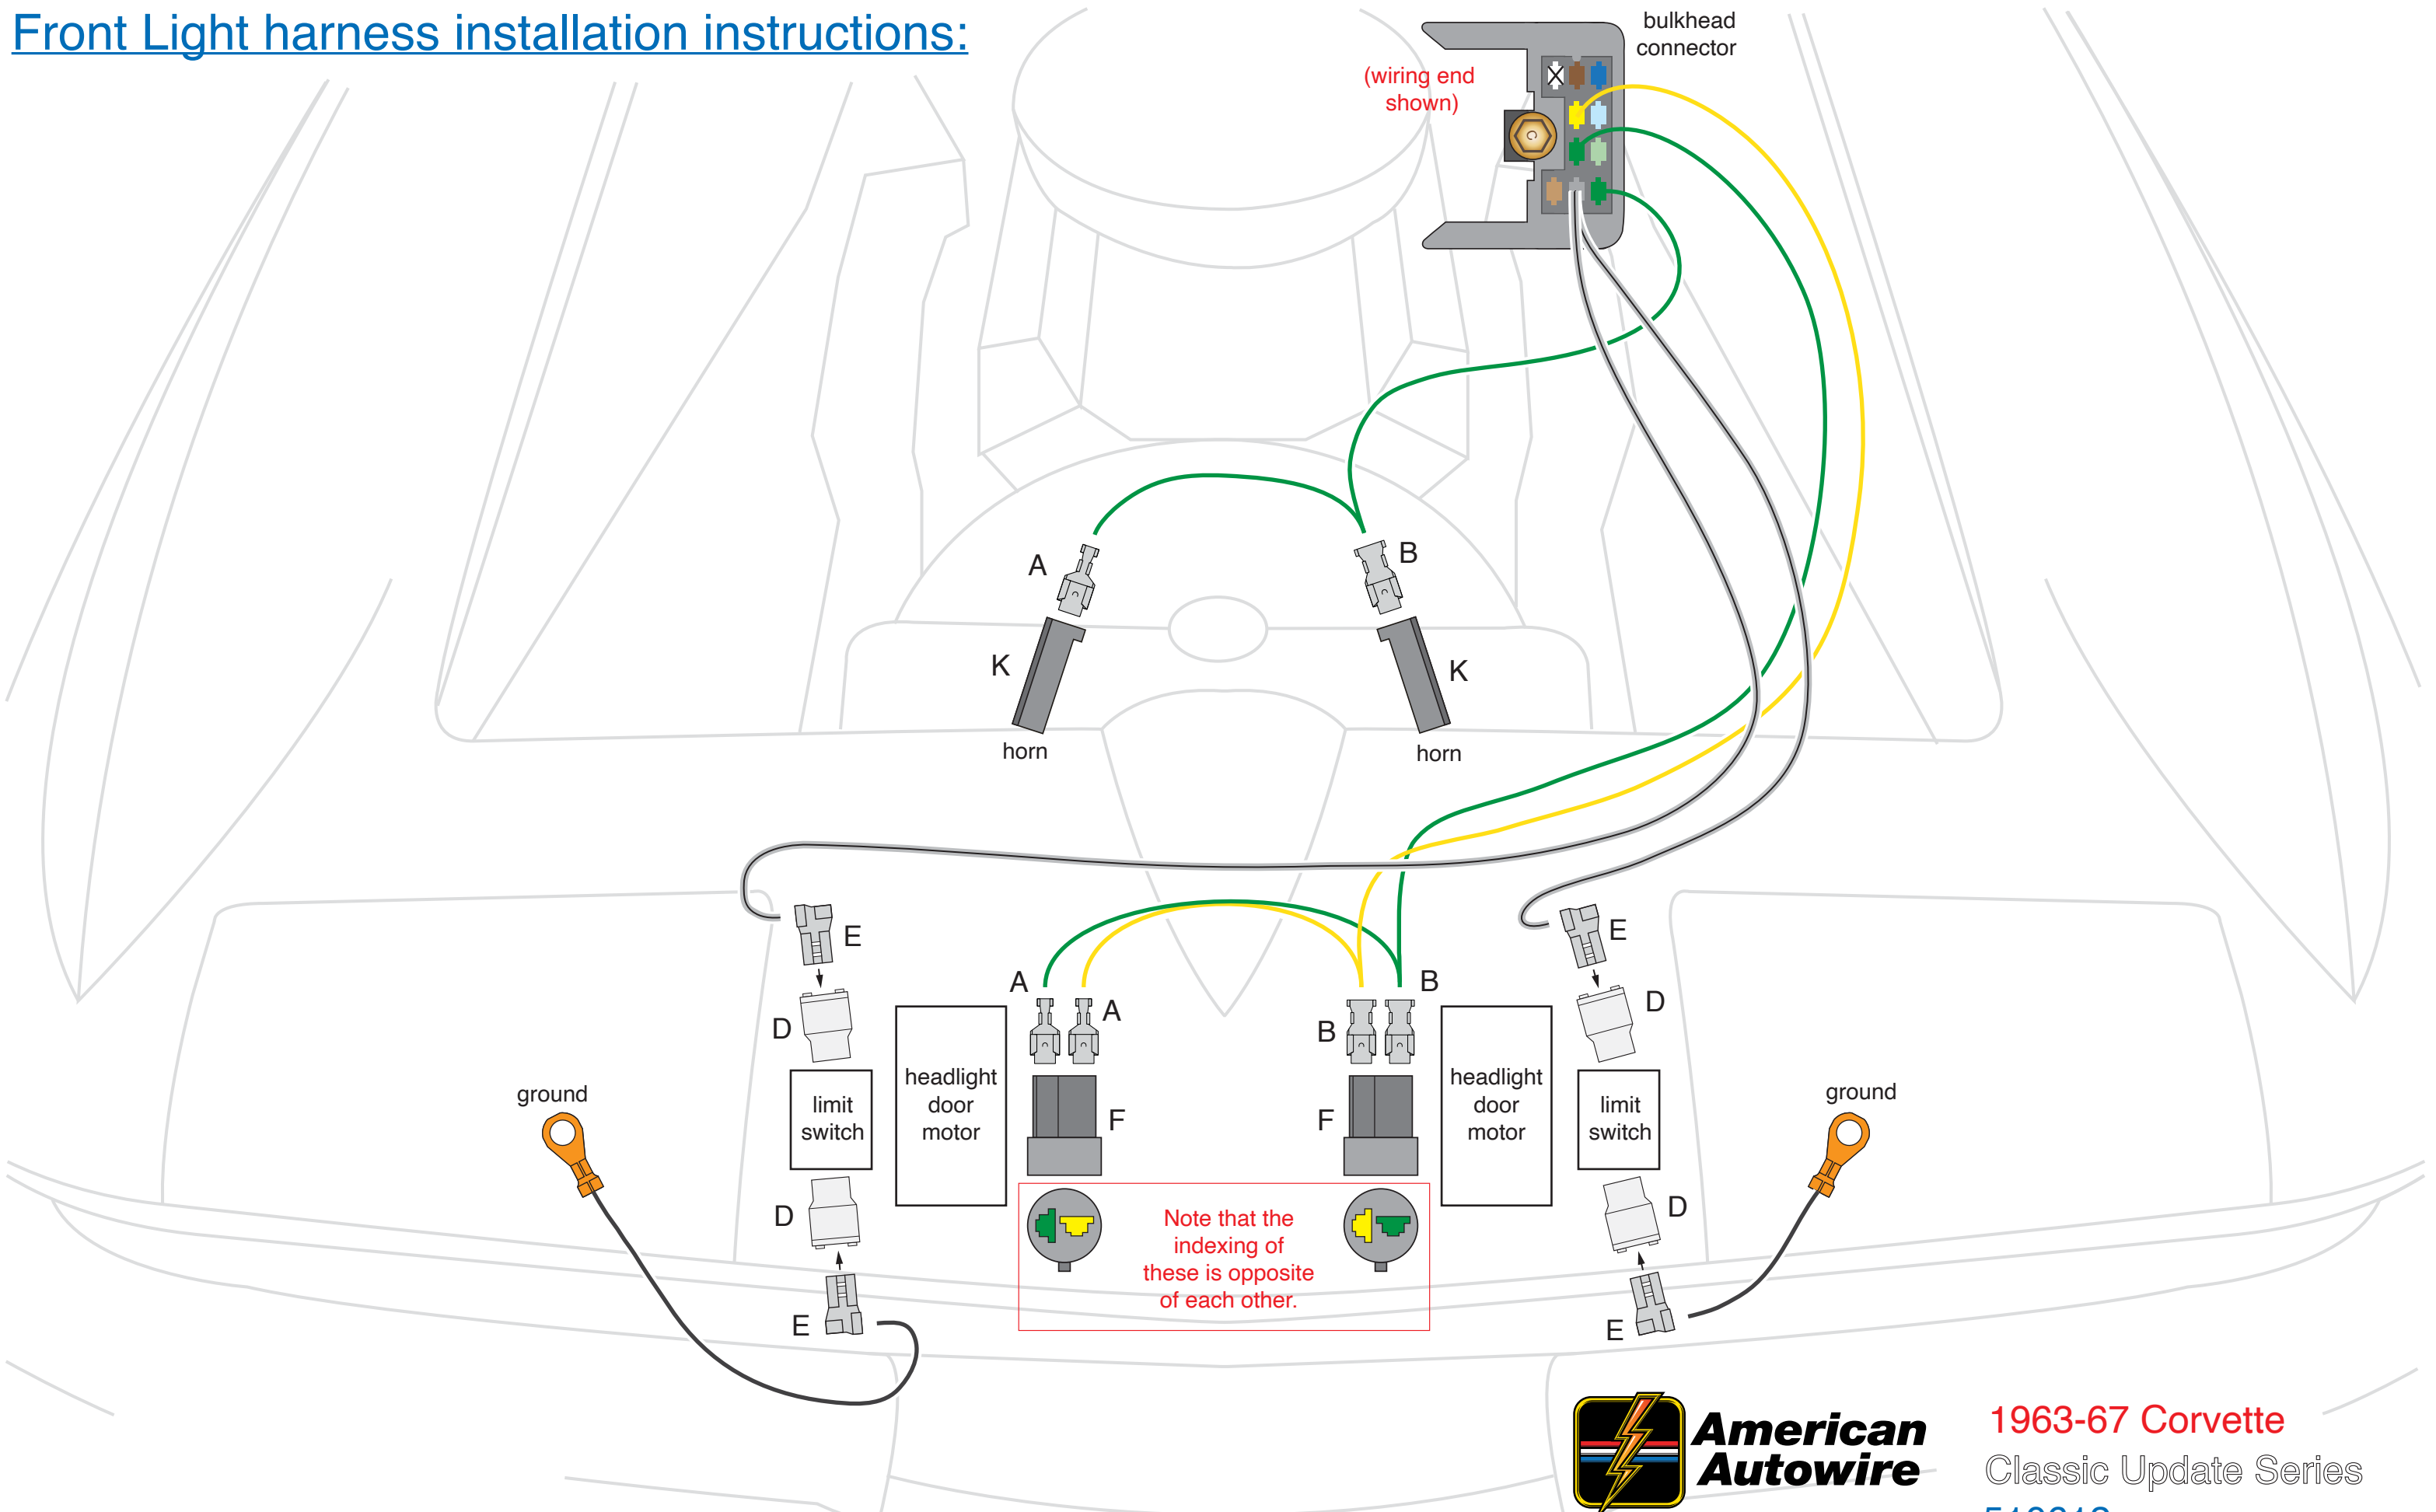 Front Light harness installation instructions:
bulkhead
connector
(wiring end
shown)
A
B
K
K
horn
horn
E
E
A
A
B
B
D
D
headlight
door
motor
headlight
door
motor
limit
switch
limit
switch
F
F
ground
ground
D
D
Note that the
indexing of
these is opposite
of each other.
E
E
American
Autowire
1963-67 Corvette
Classic Update Series